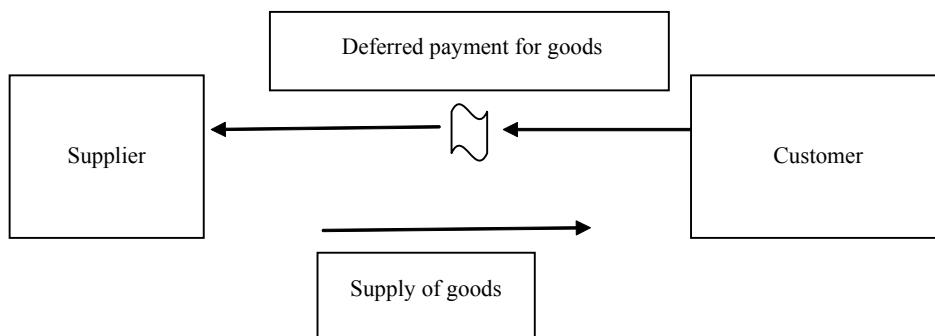 Deferred payment for goods
Supplier
Customer
Supply of goods